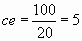 ce = 100/20 = 5